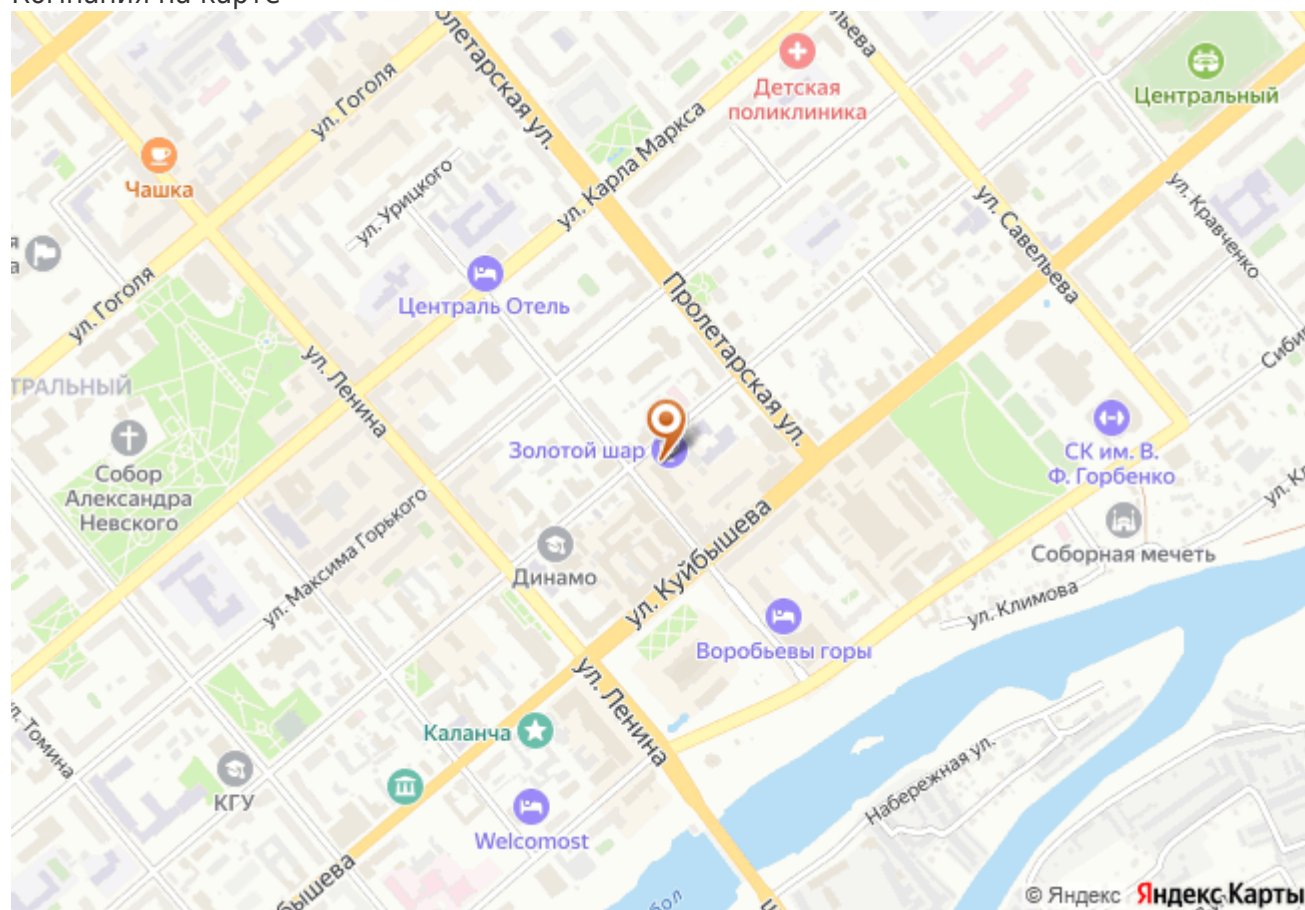 Компания на карте
ул. Гоголя
Пролетарская ул.
Детская
поликлиника
Центральный
Чашка
ул. Урицкого
ул. Карла Маркса
ул. Савельева
ул. Кравченко
ул. Гоголя
Централь Отель
Пролетарская ул.
ул. Ленина
Собор
Александра
Невского
Золотой шар
СК им. В.
Ф. Горбенко
Соборная мечеть
ул. Максима Горького
Динамо
ул. Куйбышева
ул. Климова
Воробьевы горы
ул. Ленина
Каланча
ул. Томина
КГУ
Набережная ул.
Welcomost
© Яндекс Яндекс Карты